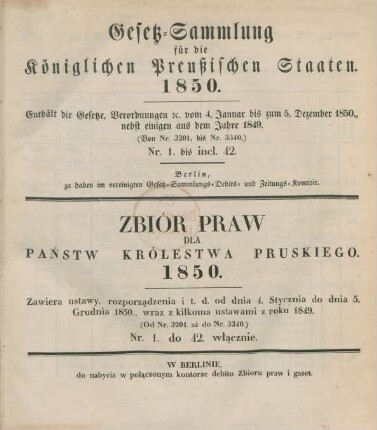 Gesetz-Sammlung
für die
Königlichen Preußischen Staaten.
1850.
Enthält die Gesetze, Verordnungen ꝛc. vom 4. Januar bis zum 5. Dezember 1850.,
nebst einigen aus dem Jahre 1849.
(Von Nr. 3201. bis Nr. 3340.)
Nr. 1. bis incl. 42.
Berlin,
zu haben im vereinigten Gesetz-Sammlungs-Debits- und Zeitungs-Komtoir.
ZBIÓR PRAW
DLA
PAŃSTW KRÓLESTWA PRUSKIEGO.
1850.
Zawiera ustawy, rozporządzenia i t. d. od dnia 4. Stycznia do dnia 5.
Grudnia 1850., wraz z kilkoma ustawami z roku 1849.
(Od Nr. 3201. aż do Nr. 3340.)
Nr. 1. do 42. włącznie.
W BERLINIE,
do nabycia w połączonym kontorze debitu Zbioru praw i gazet.